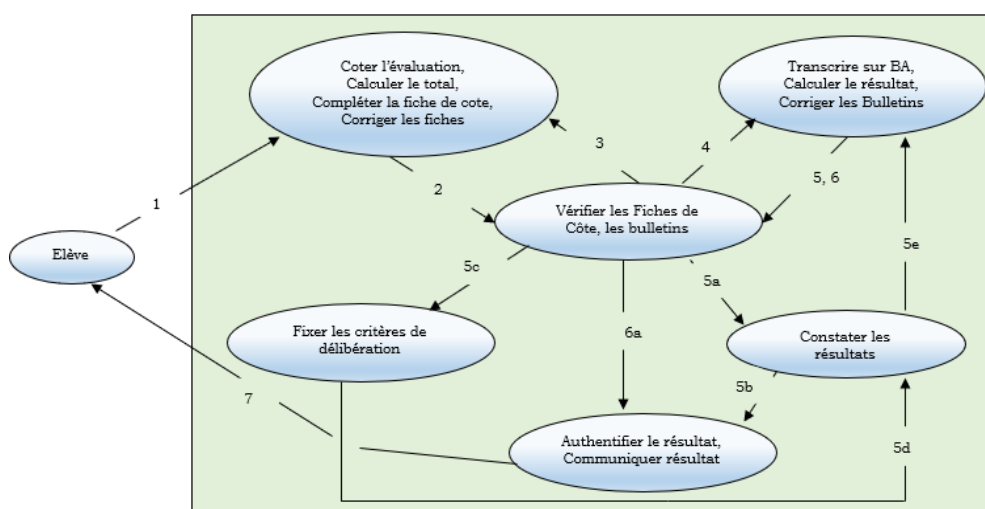 Coter l'évaluation,
Calculer le total,
Compléter la fiche de cote,
Corriger les fiches
Transcrire sur BA,
Calculer le résultat,
Corriger les Bulletins
3
4
5, 6
1
2
Vérifier les Fiches de
Côte, les bulletins
Elève
5c
5a
5e
Fixer les critères de
délibération
6a
Constater les
résultats
5b
7
Authentifier le résultat,
Communiquer résultat
5d